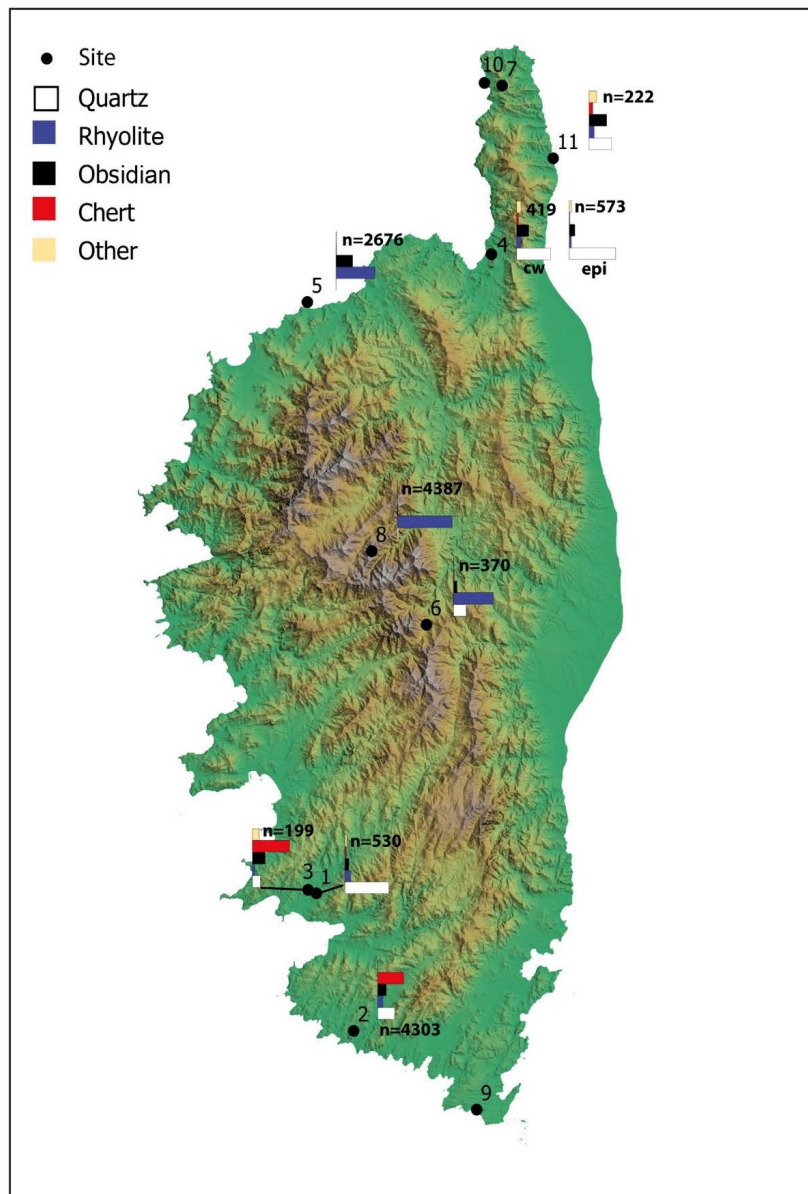 Site
Quartz
Rhyolite
Obsidian
Chert
Other
10 7
n=222
11
419 n=573
4
cw epi
n=2676
5
n=4387
8
n=370
6
n=199 n=530
3 1
2
n=4303
9